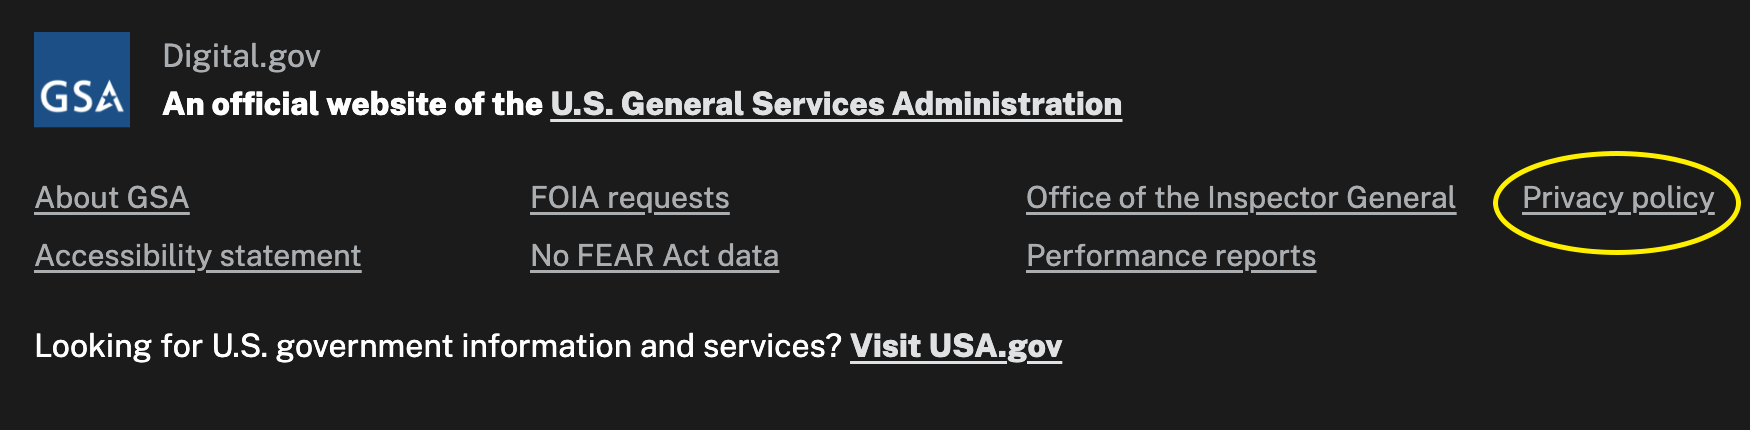 GSA
Digital.gov
An official website of the U.S. General Services Administration
About GSA FOIA requests Office of the Inspector General Privacy policy
Accessibility statement No FEAR Act data Performance reports
Looking for U.S. government information and services? Visit USA.gov